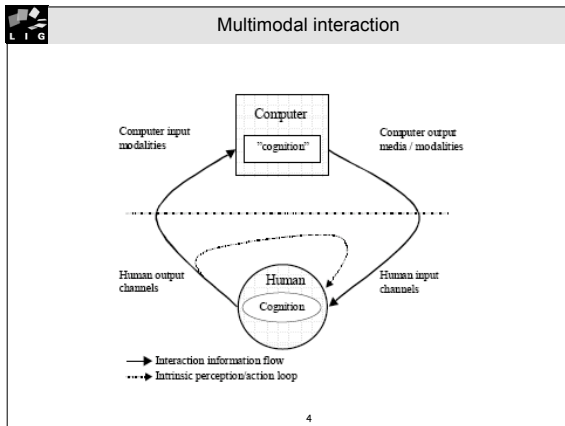 L I G
Multimodal interaction
Computer
"cognition"
Computer input
modalities
Computer output
media / modalities
Human output
channels
Human input
channels
Human
Cognition
Interaction information flow
Intrinsic perception/action loop
4